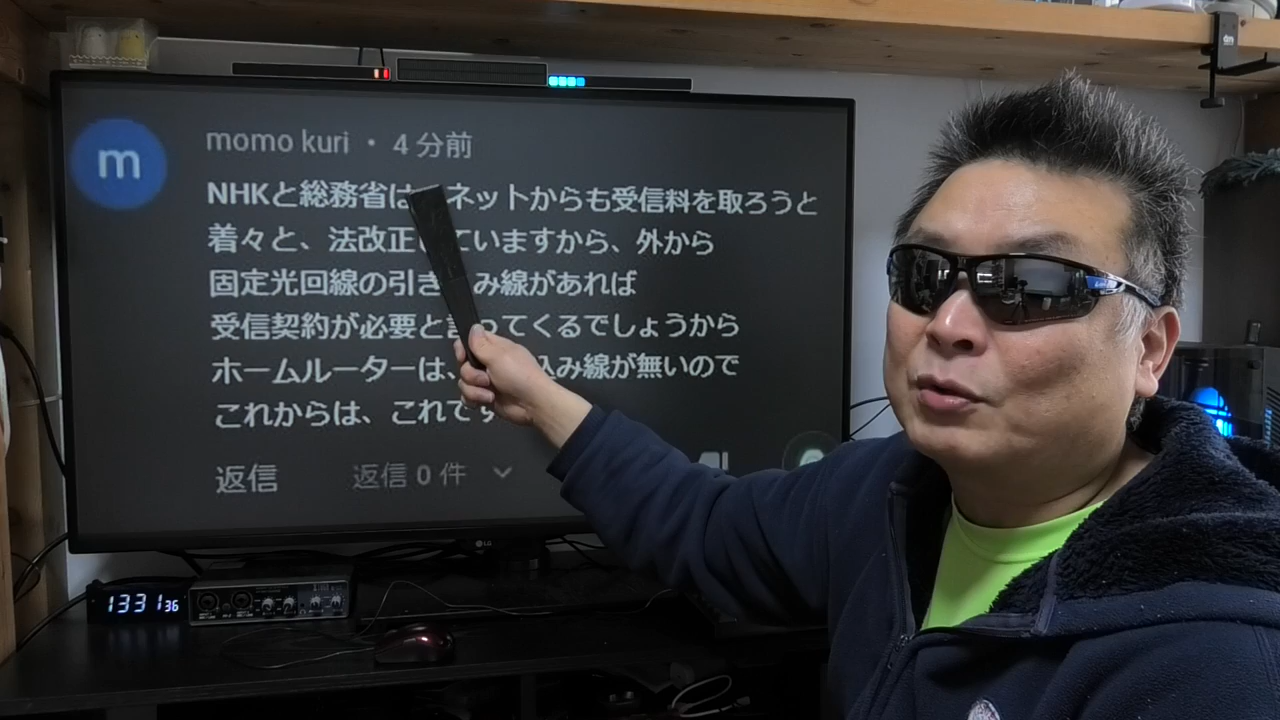 momo kuri ・ 4 分前
m
NHKと総務省は ネットからも受信料を取ろうと
着々と、法改正 ていますから、外から
固定光回線の引き み線があれば
受信契約が必要と ってくるでしょうから
ホームルーターは、 込み線が無いので
これからは、これです
返信 返信 0 件
LG
1331 36